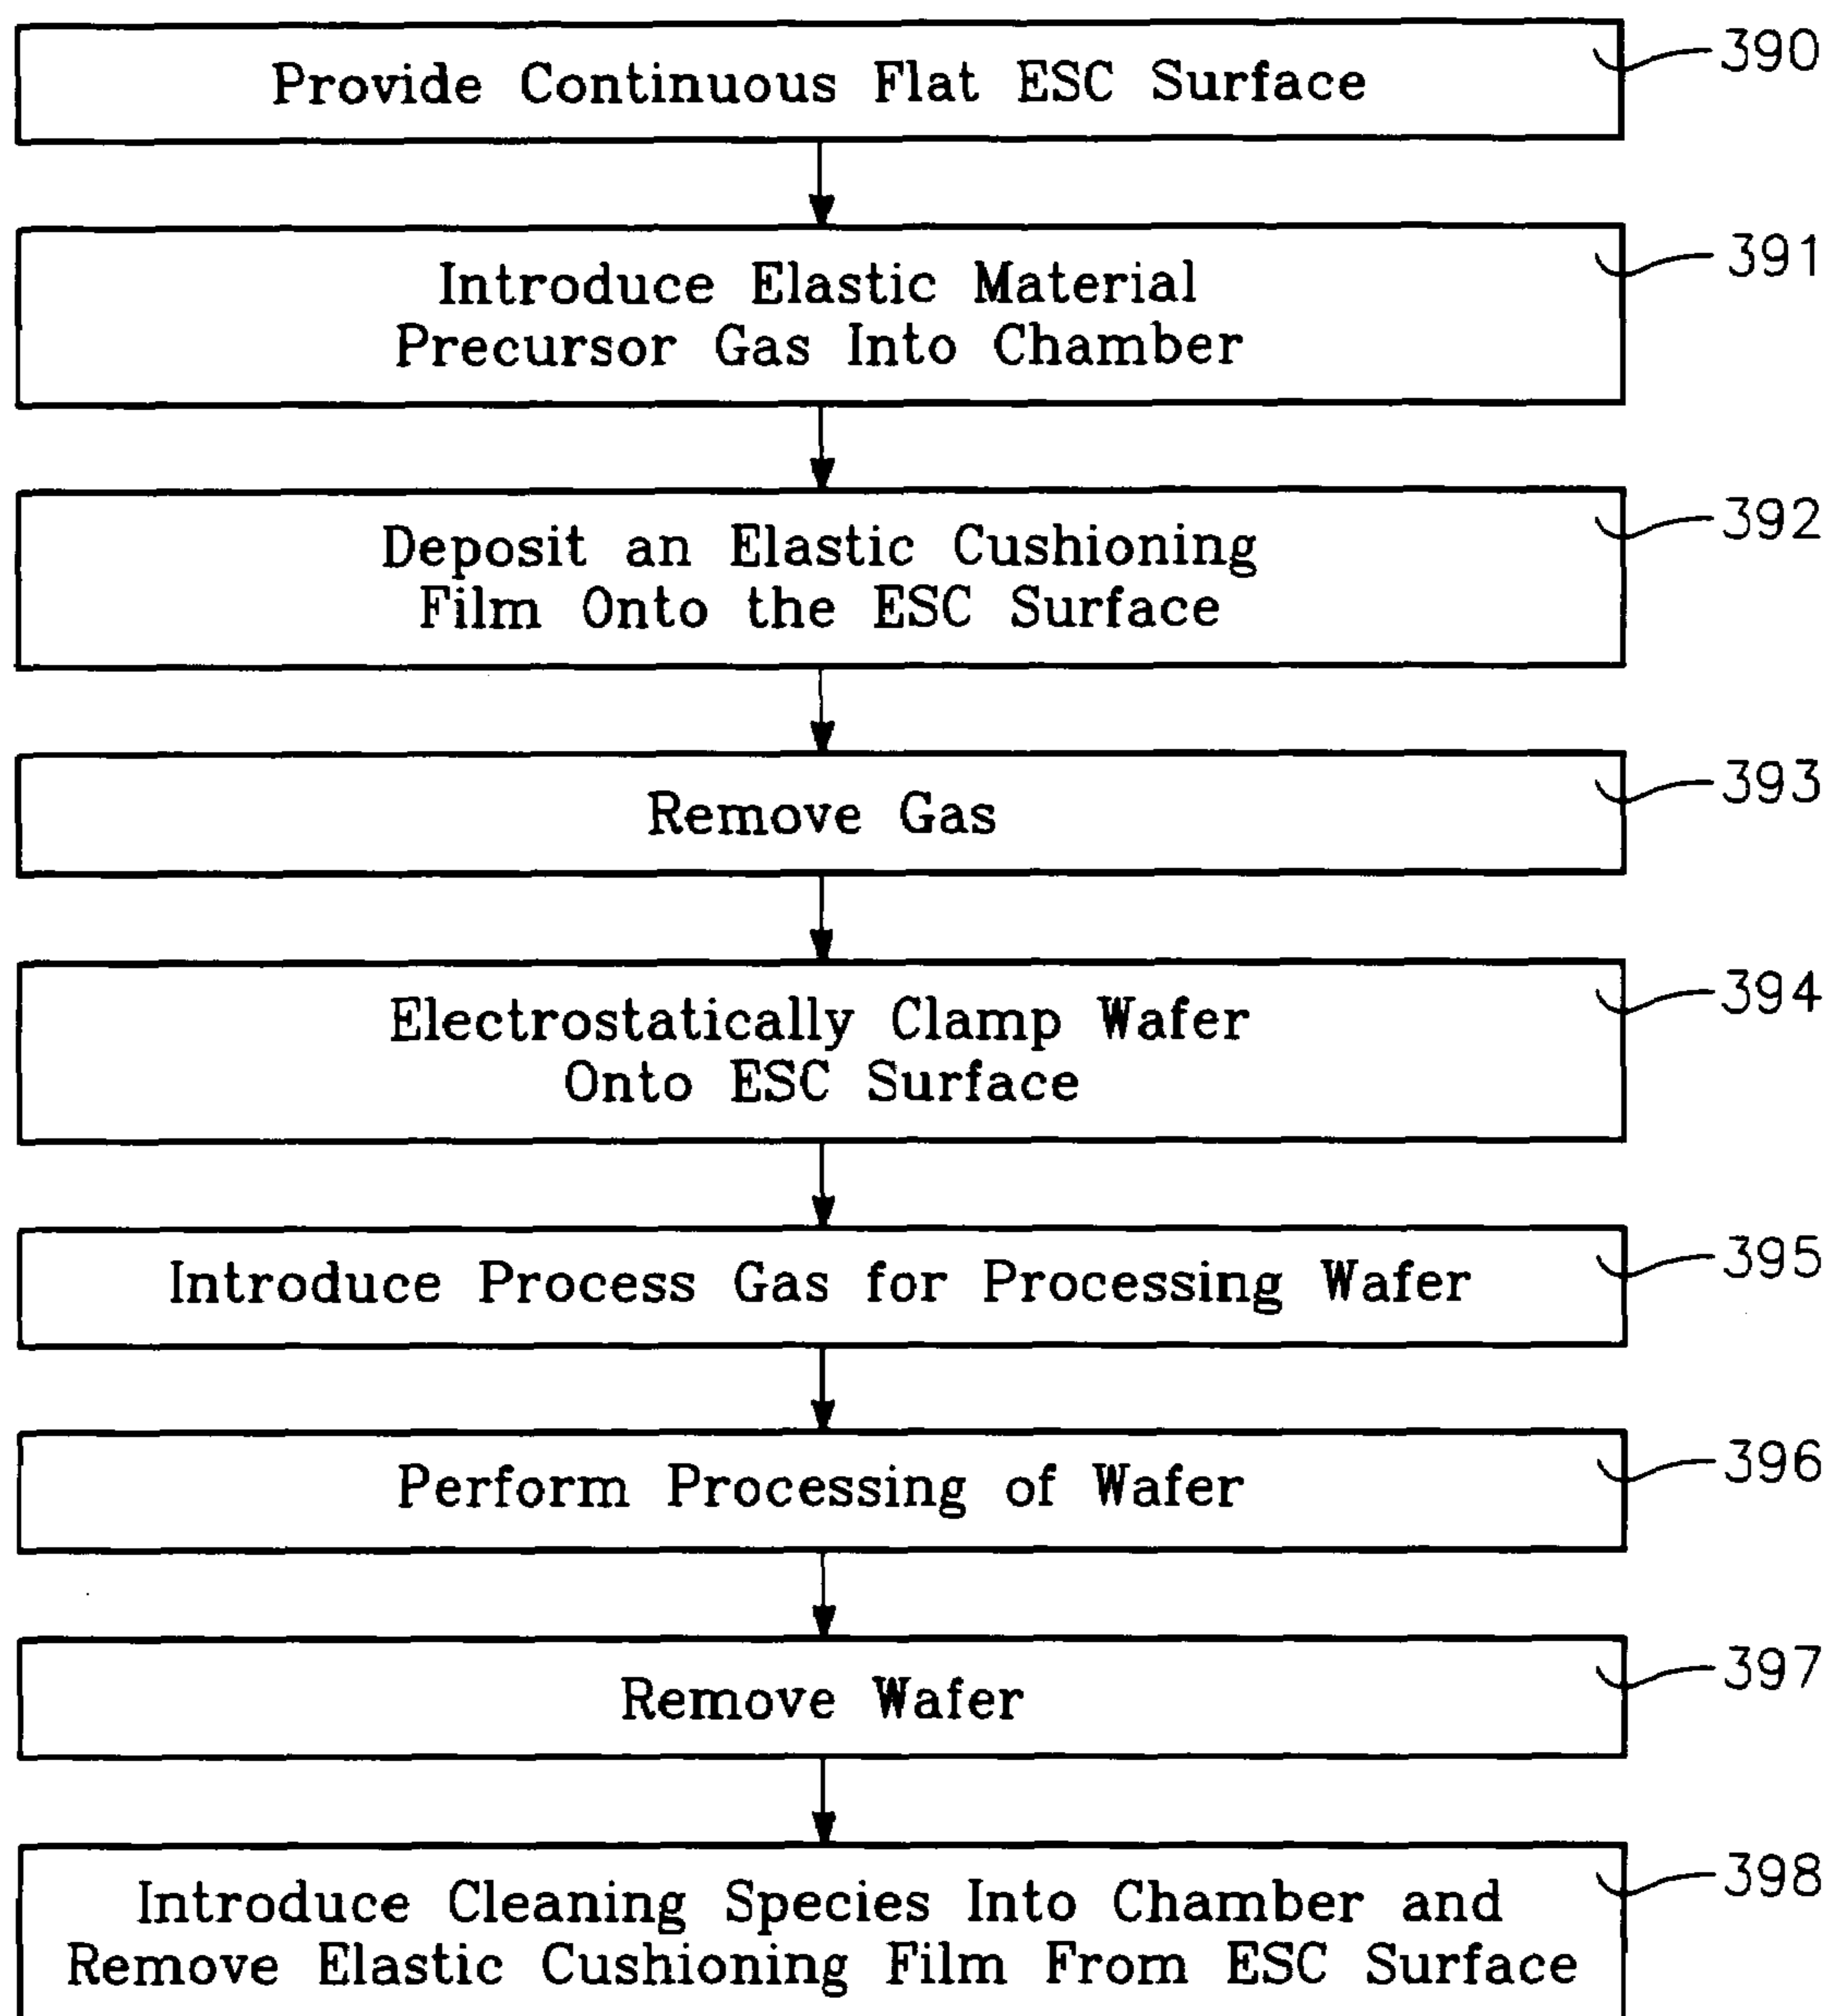 Provide Continuous Flat ESC Surface
390
Introduce Elastic Material
Precursor Gas Into Chamber
391
Deposit an Elastic Cushioning
Film Onto the ESC Surface
392
Remove Gas
393
Electrostatically Clamp Wafer
Onto ESC Surface
394
Introduce Process Gas for Processing Wafer
395
Perform Processing of Wafer
396
Remove Wafer
397
Introduce Cleaning Species Into Chamber and
Remove Elastic Cushioning Film From ESC Surface
398